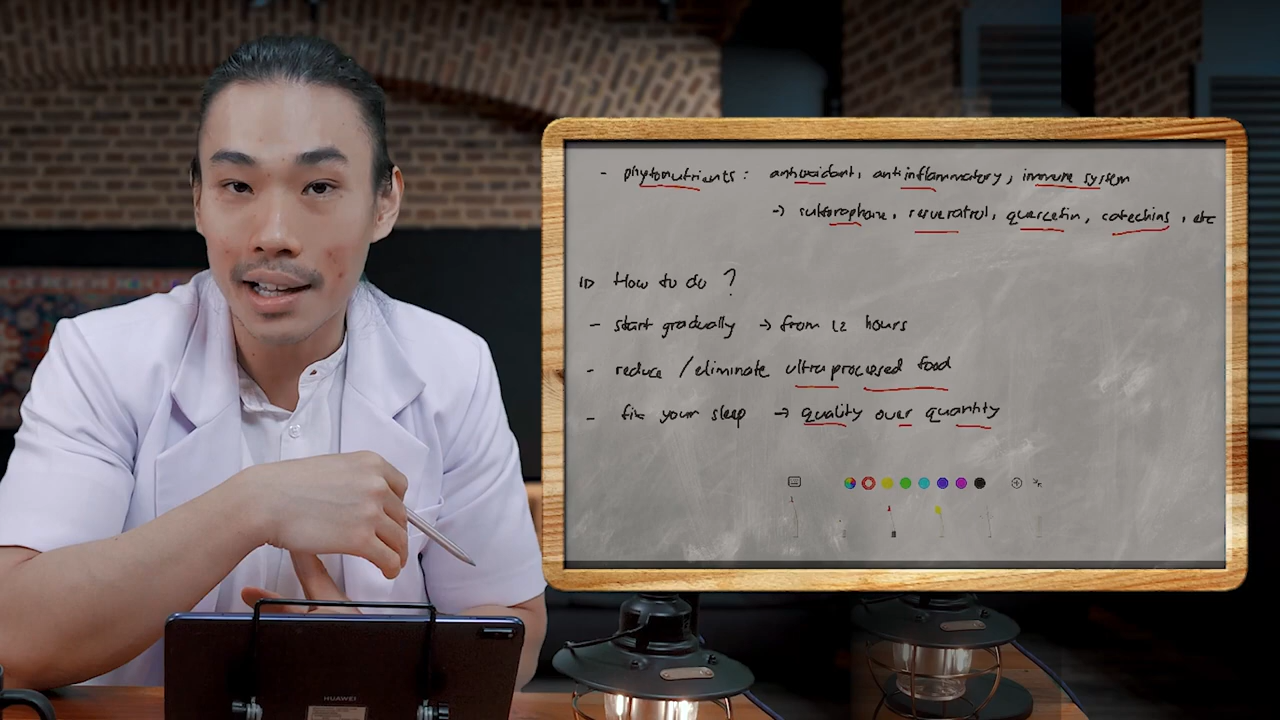 - phytonutrients : antioxidant, antiinflammatory, immune system
→ sulforaphane, resveratrol, quercetin, catechins, etc
How to do ?
- start gradually → from 12 hours
- reduce / eliminate ultraprocessed food
- fix your sleep → quality over quantity
HUAWEI